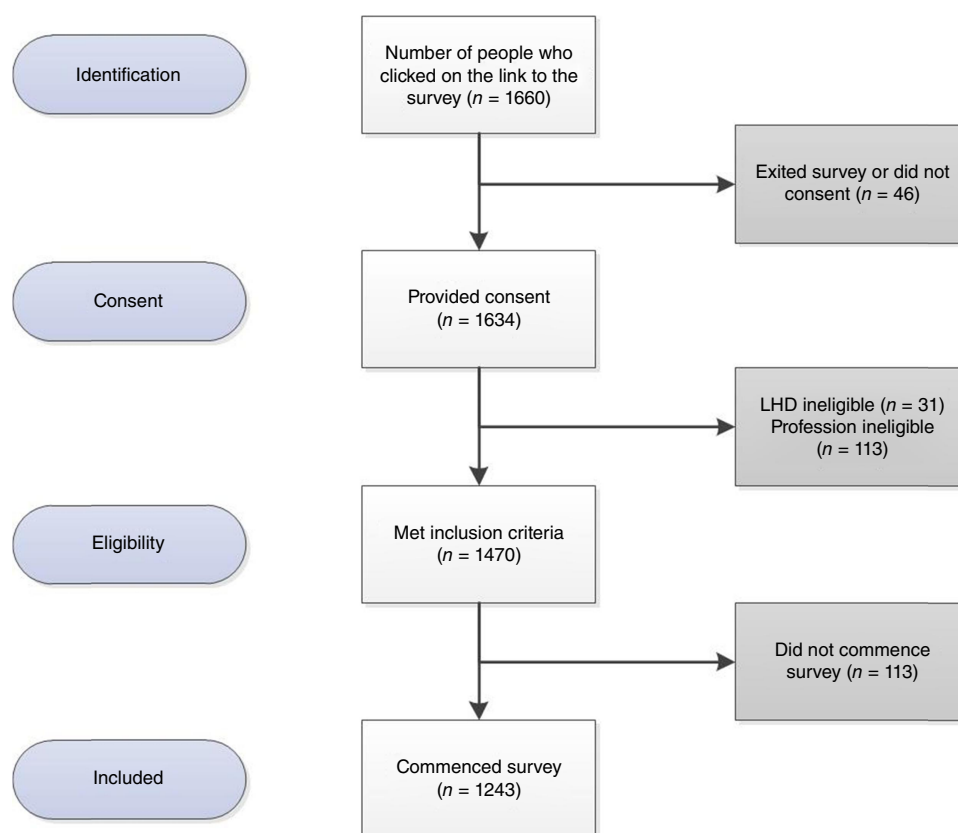 Identification
Number of people who
clicked on the link to the
survey (n = 1660)
Exited survey or did not
consent (n = 46)
Consent
Provided consent
(n = 1634)
LHD ineligible (n = 31)
Profession ineligible
(n = 113)
Eligibility
Met inclusion criteria
(n = 1470)
Did not commence
survey (n = 113)
Included
Commenced survey
(n = 1243)